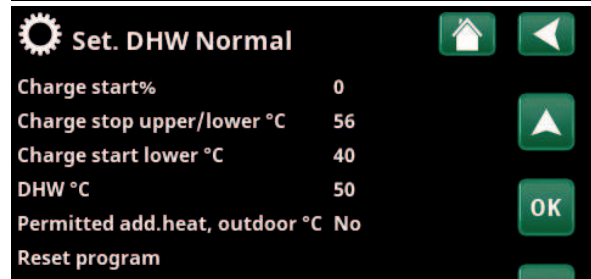 Set. DHW Normal
Charge start% 0
Charge stop upper/lower °C 56
Charge start lower °C 40
DHW °C 50
OK
Permitted add.heat, outdoor °C No
Reset program